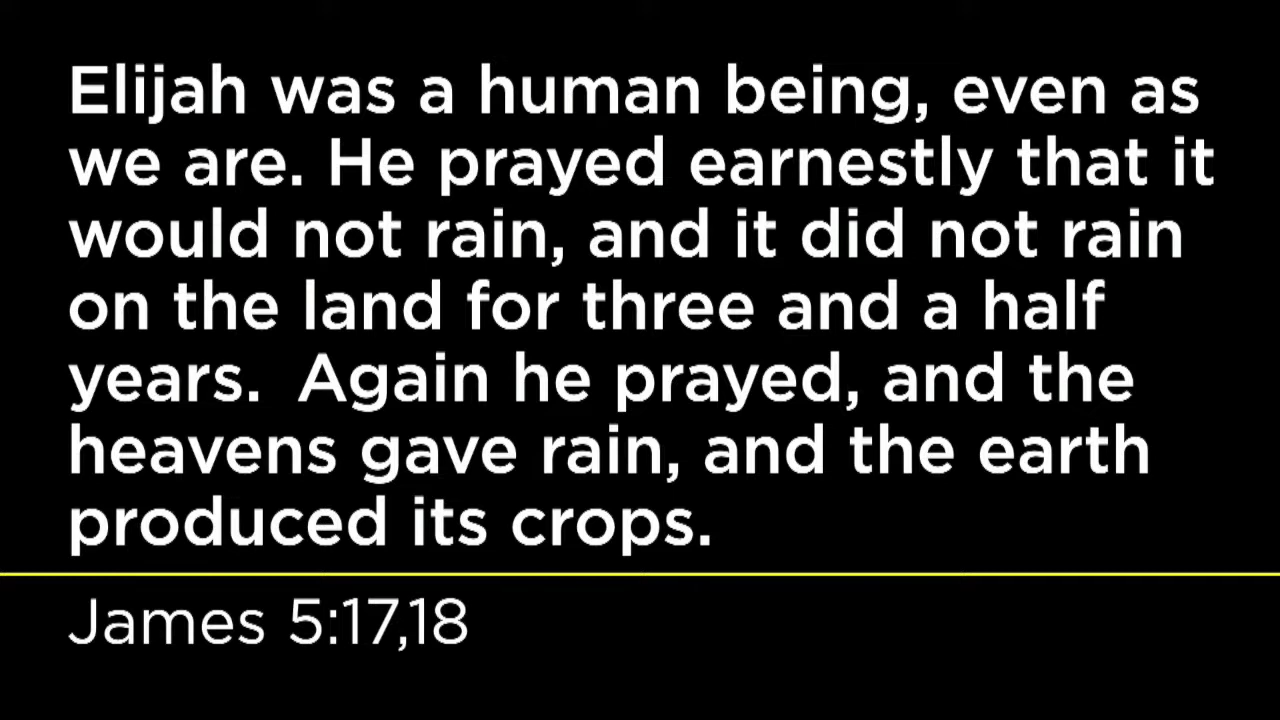 Elijah was a human being, even as
we are. He prayed earnestly that it
would not rain, and it did not rain
on the land for three and a half
years.  Again he prayed, and the
heavens gave rain, and the earth
produced its crops.
James 5:17,18